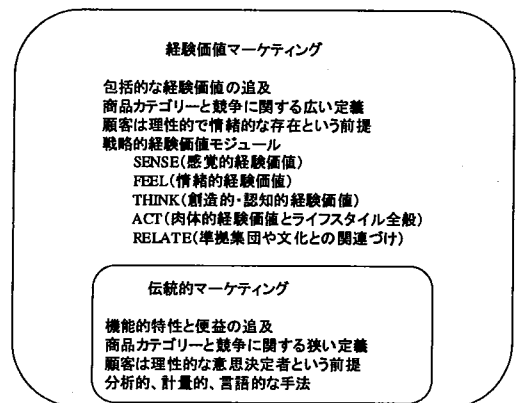 経験価値マーケティング
包括的な経験価値の追及
商品カテゴリーと競争に関する広い定義
顧客は理性的で情緒的な存在という前提
戦略的経験価値モジュール
SENSE(感覚的経験価値)
FEEL(情緒的経験価値)
THINK(創造的・認知的経験価値)
ACT(肉体的経験価値とライフスタイル全般)
RELATE(準拠集団や文化との関連づけ)
伝統的マーケティング
機能的特性と便益の追及
商品カテゴリーと競争に関する狭い定義
顧客は理性的な意思決定者という前提
分析的、計量的、言語的な手法